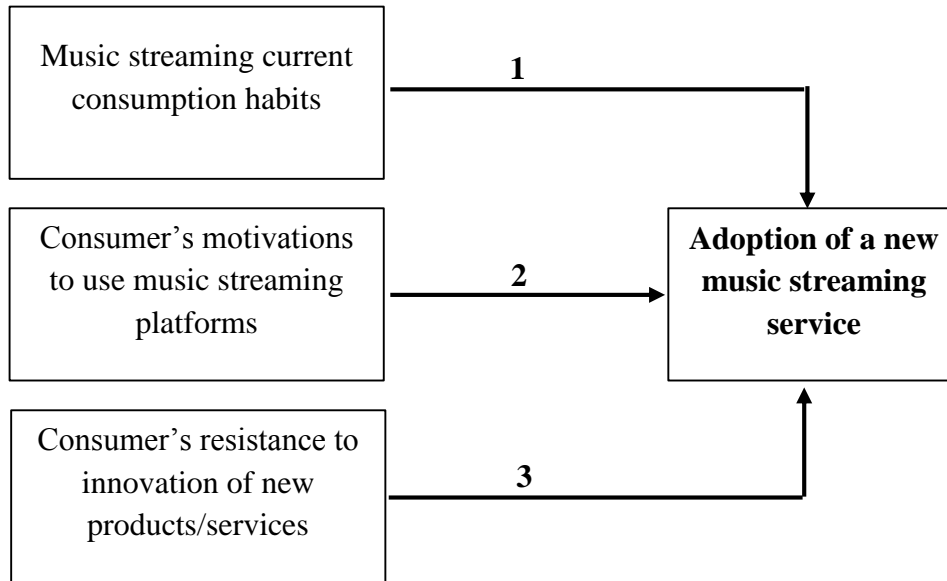 Music streaming current
consumption habits
1
Consumer’s motivations
to use music streaming
platforms
2
Adoption of a new
music streaming
service
Consumer’s resistance to
innovation of new
products/services
3